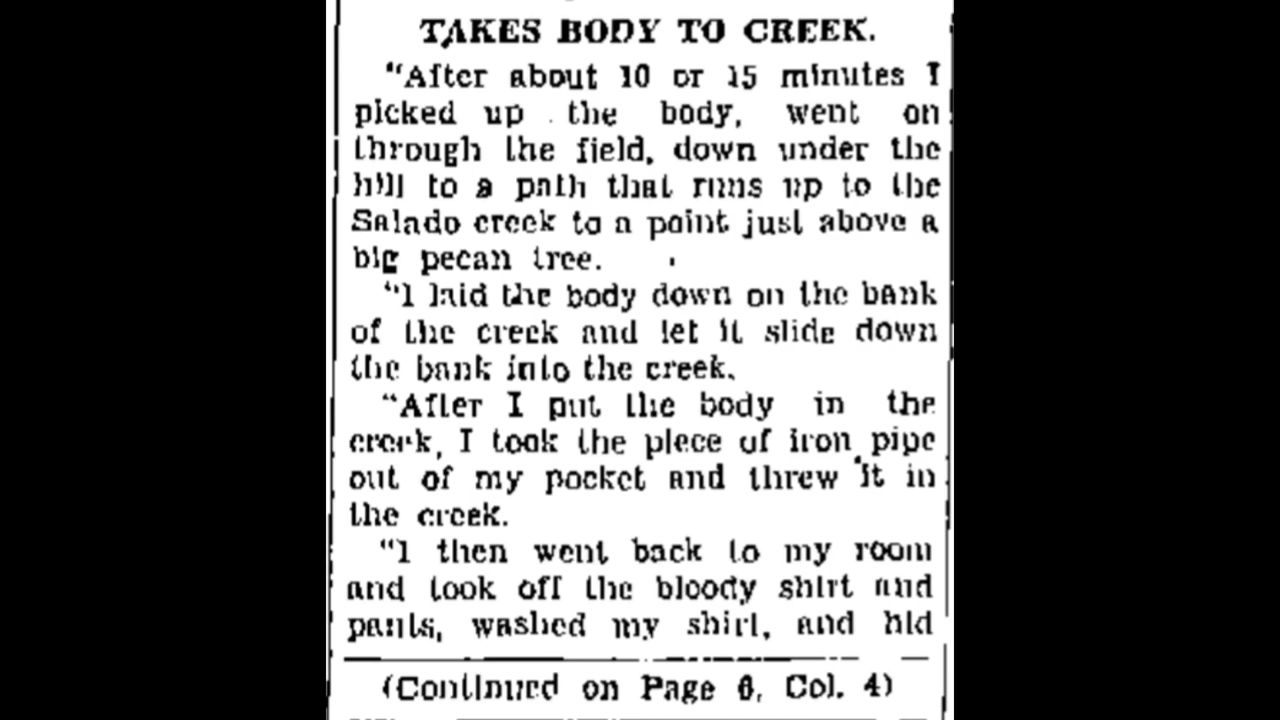 TAKES BODY TO CREEK.
"After about 10 or 15 minutes I
picked up the body, went on
through the field, down under the
hill to a path that runs up to the
Salado creek to a point just above a
big pecan tree.
"I laid the body down on the bank
of the creek and let it slide down
the bank into the creek.
"After I put the body in the
creek, I took the piece of iron pipe
out of my pocket and threw it in
the creek.
"I then went back to my room
and took off the bloody shirt and
pants, washed my shirt, and hid
(Continued on Page 6, Col. 4)